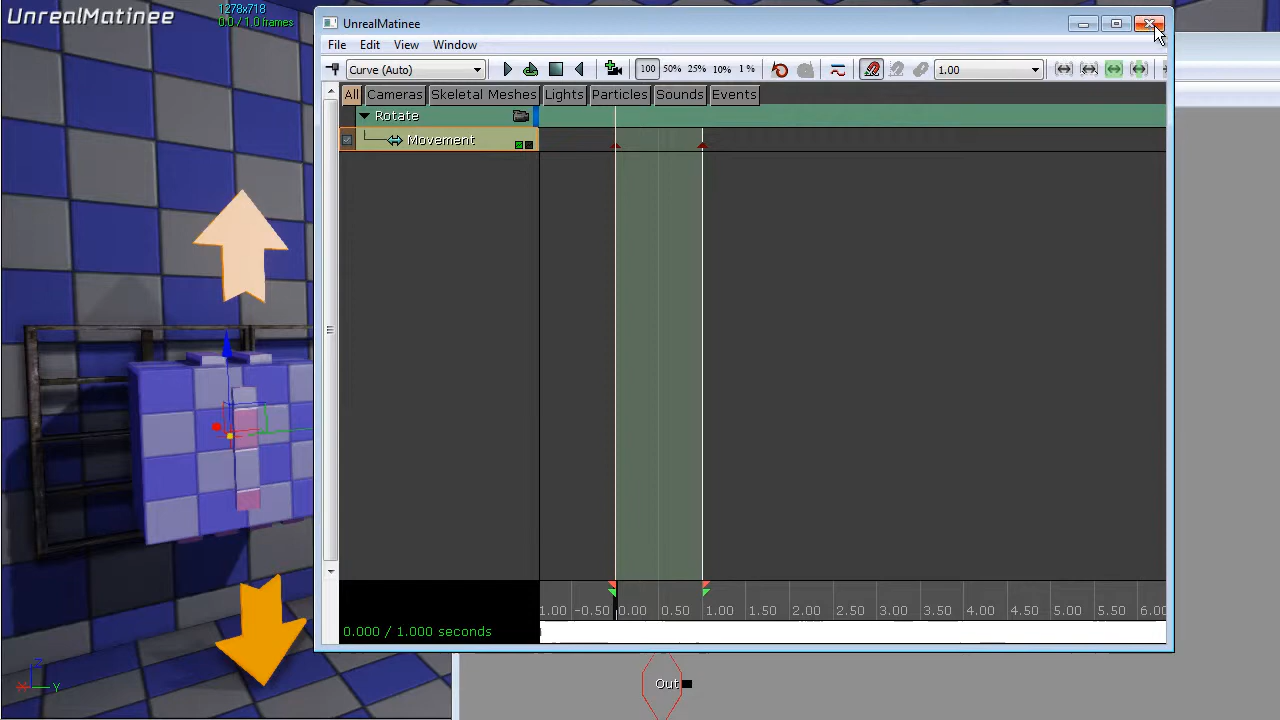 UnrealMatinee
1278x718
0.0 / 1.0 frames
UnrealMatinee
File Edit View Window
Curve (Auto) 100 50% 25% 10% 1 % 1.00
All Cameras Skeletal Meshes Lights Particles Sounds Events
Rotate
Movement
1.00 -0.50 0.00 0.50 1.00 1.50 2.00 2.50 3.00 3.50 4.00 4.50 5.00 5.50 6.00
0.000 / 1.000 seconds
Z
X Y
Out